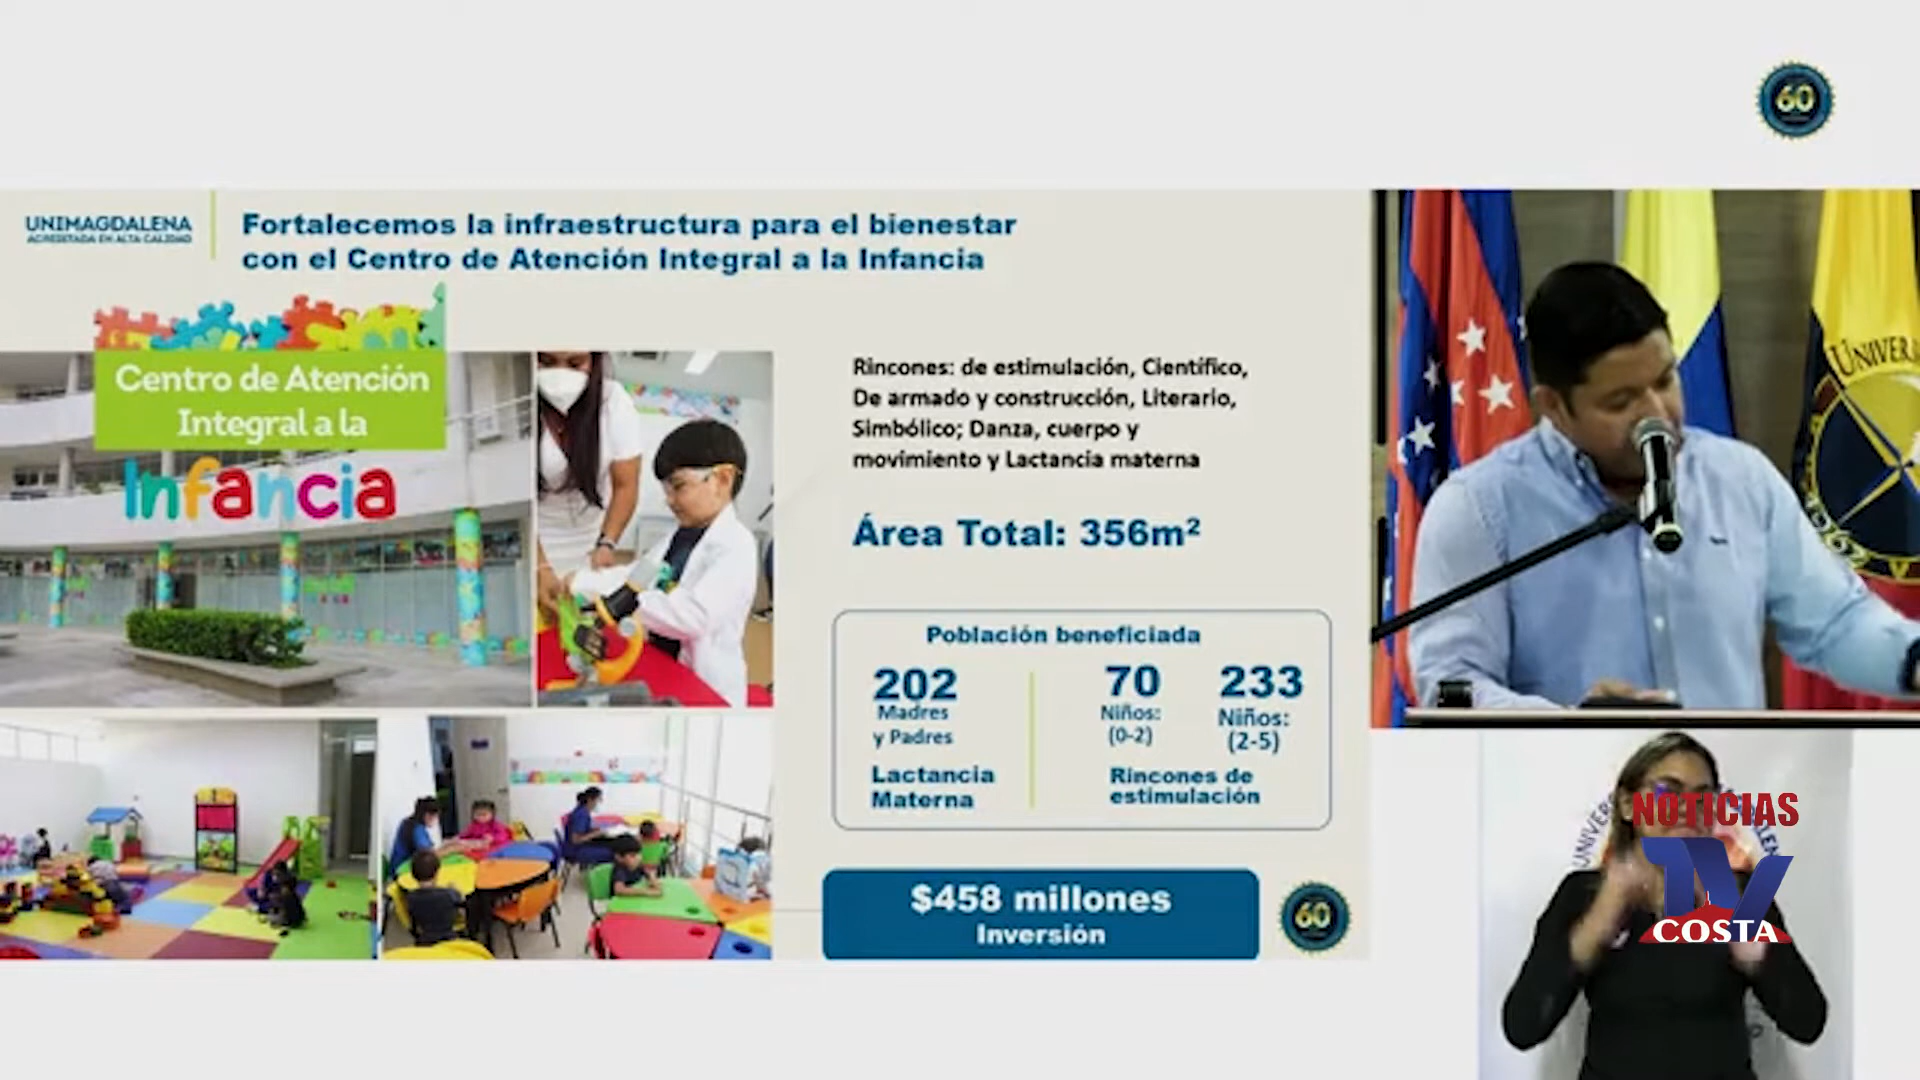 60
UNIMAGDALENA
ACREDITADA EN ALTA CALIDAD
Fortalecemos la infraestructura para el bienestar
con el Centro de Atención Integral a la Infancia
Centro de Atención
Integral a la
Infancia
Rincones: de estimulación, Científico,
De armado y construcción, Literario,
Simbólico; Danza, cuerpo y
movimiento y Lactancia materna
Área Total: 356m²
Población beneficiada
202
Madres
y Padres
Lactancia
Materna
70
Niños:
(0-2)
233
Niños:
(2-5)
Rincones de
estimulación
$458 millones
Inversión
60
UNIVER
NOTICIAS
TV
COSTA